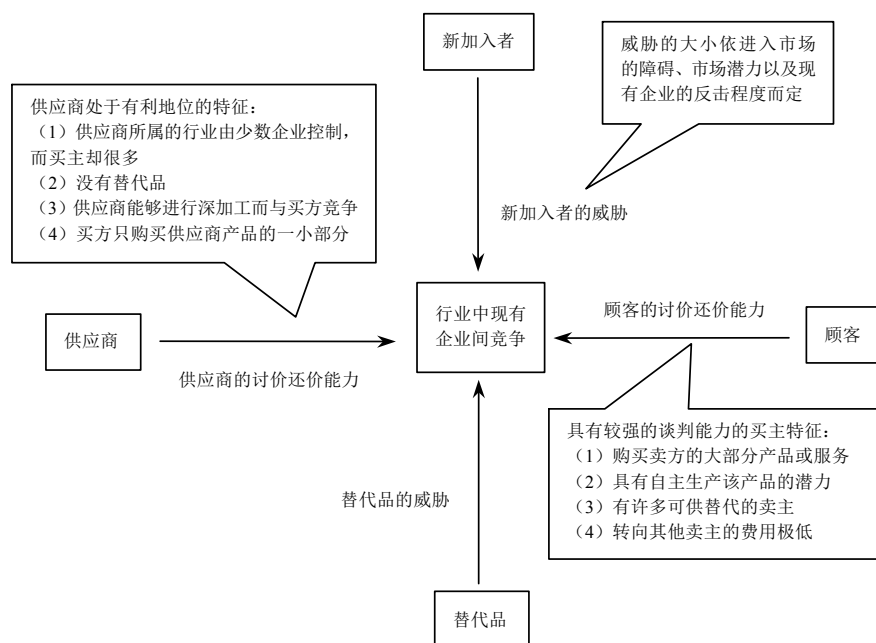 新加入者
威胁的大小依进入市场
的障碍、市场潜力以及现
有企业的反击程度而定
供应商处于有利地位的特征：
（1）供应商所属的行业由少数企业控制，
而买主却很多
（2）没有替代品
（3）供应商能够进行深加工而与买方竞争
（4）买方只购买供应商产品的一小部分
新加入者的威胁
供应商
供应商的讨价还价能力
行业中现有
企业间竞争
顾客的讨价还价能力
顾客
具有较强的谈判能力的买主特征：
（1）购买卖方的大部分产品或服务
（2）具有自主生产该产品的潜力
（3）有许多可供替代的卖主
（4）转向其他卖主的费用极低
替代品的威胁
替代品